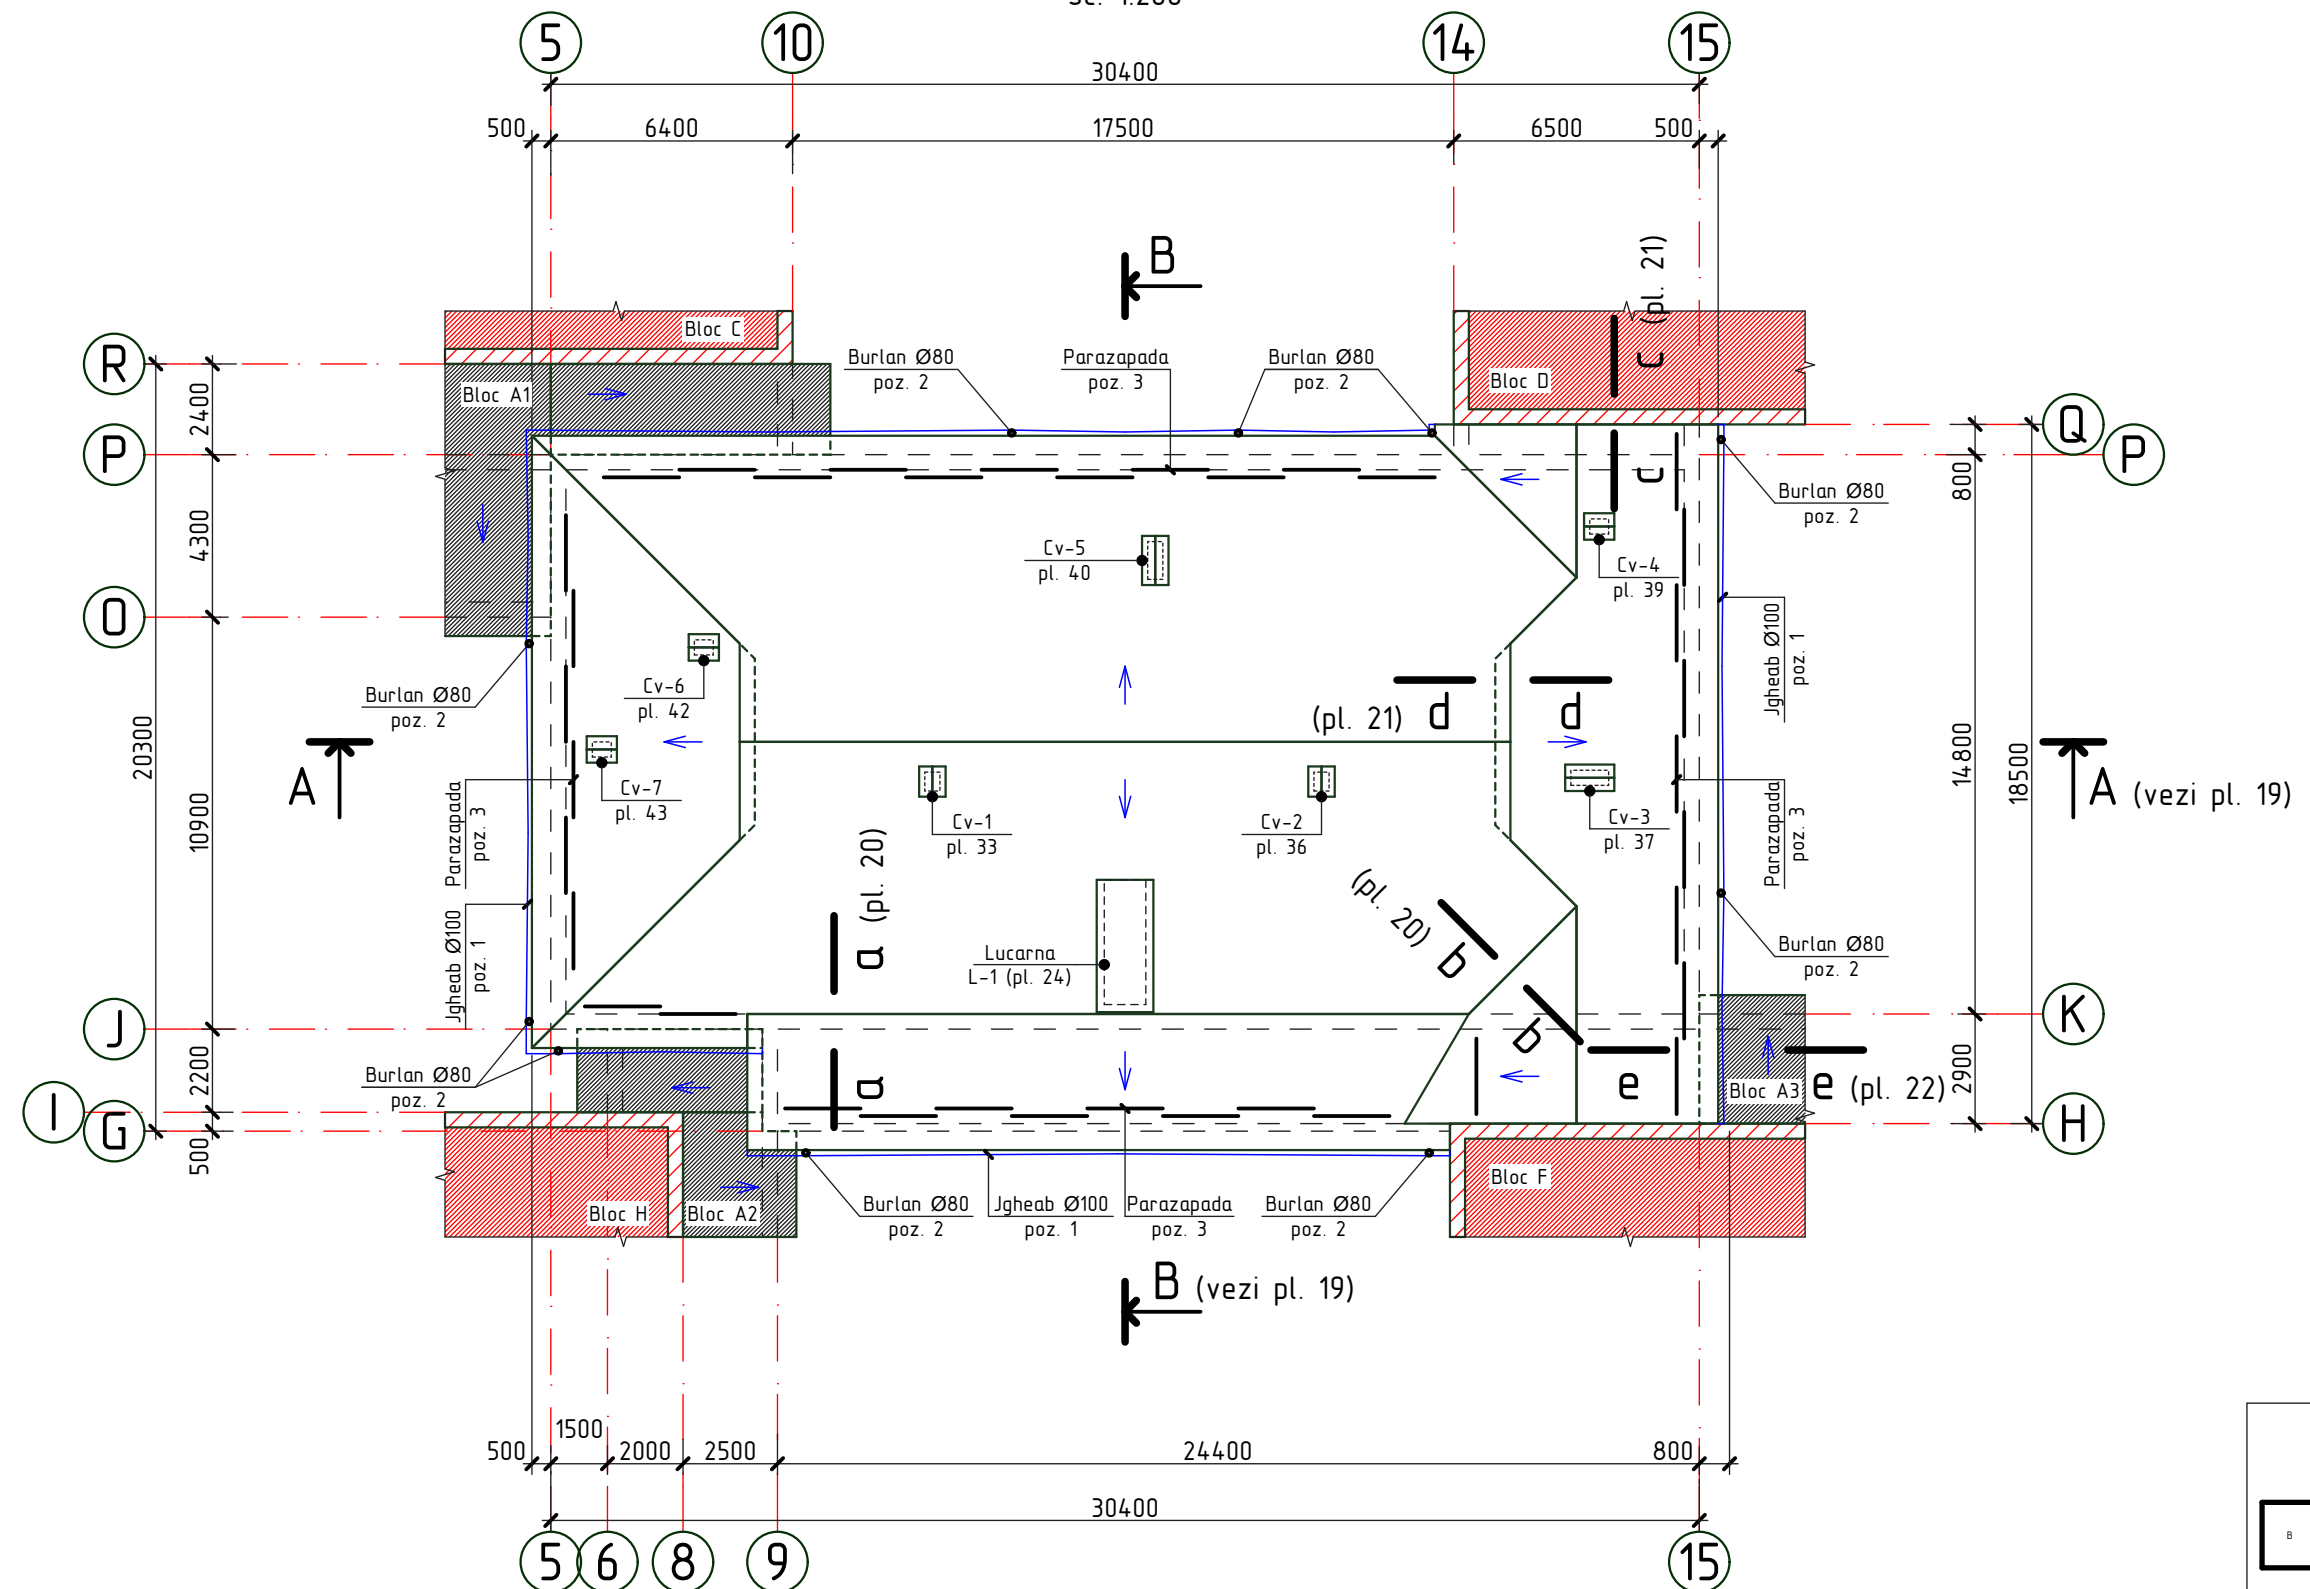 5
10
14
15
30400
500
6400
17500
6500
500
B
c (pl. 21)
Bloc C
Bloc D
R
Q
P
P
O
2400
4300
20300
10900
2200
500
800
14800
18500
2900
Bloc A1
Burlan Ø80
poz. 2
Parazapada
poz. 3
Burlan Ø80
poz. 2
c
Burlan Ø80
poz. 2
Cv-5
pl. 40
Cv-4
pl. 39
Jgheab Ø100
poz. 1
Burlan Ø80
poz. 2
Cv-6
pl. 42
(pl. 21) d
d
A
A (vezi pl. 19)
Parazapada
poz. 3
Cv-7
pl. 43
Cv-1
pl. 33
Cv-2
pl. 36
Cv-3
pl. 37
Parazapada
poz. 3
a (pl. 20)
(pl. 20) b
Jgheab Ø100
poz. 1
Lucarna
L-1 (pl. 24)
Burlan Ø80
poz. 2
J
K
b
Burlan Ø80
poz. 2
a
e
Bloc A3
e (pl. 22)
I
G
H
Bloc H
Bloc A2
Burlan Ø80
poz. 2
Jgheab Ø100
poz. 1
Parazapada
poz. 3
Burlan Ø80
poz. 2
Bloc F
B (vezi pl. 19)
500
1500
2000
2500
24400
800
30400
5
6
8
9
15
B